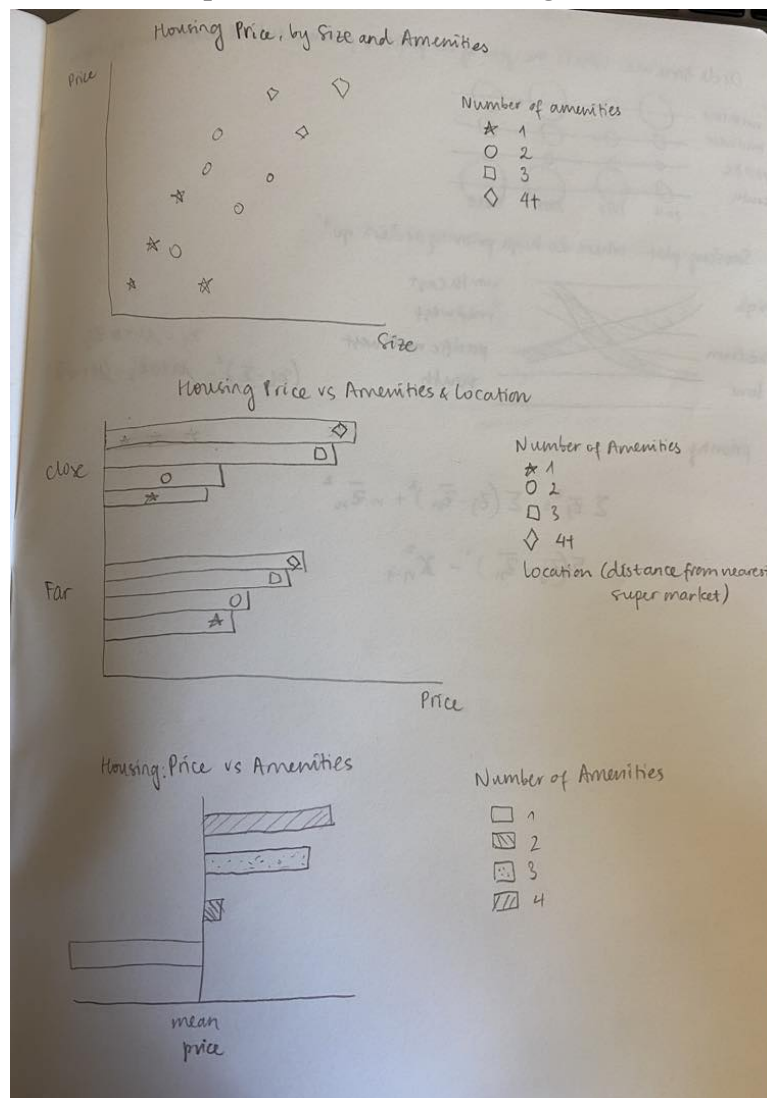 Housing Price, by Size and Amenities
Price
Number of amenities
1
2
3
4+
Size
Housing Price vs Amenities & Location
close
Number of Amenities
1
2
3
4+
Far
Location (distance from nearest
super market)
Price
Housing: Price vs Amenities
Number of Amenities
1
2
3
4
mean
price